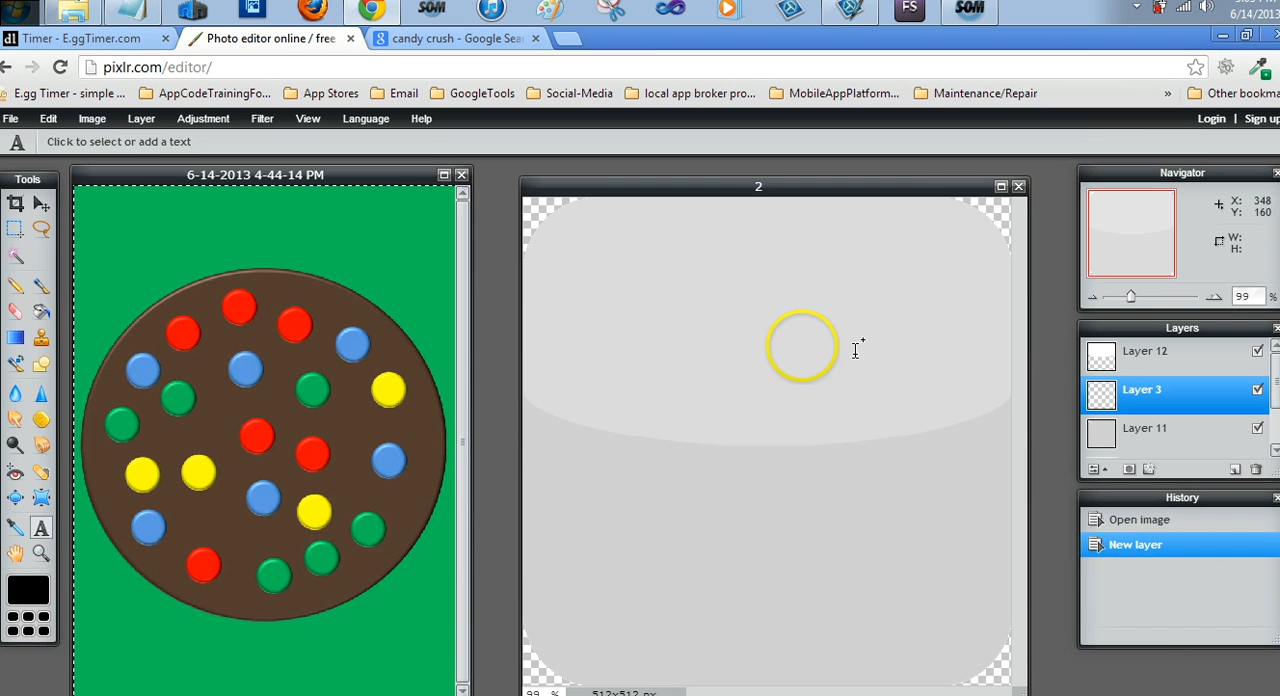 SOM
FS
SOM
6/14/2013
Timer - E.ggTimer.com
Photo editor online / free
candy crush - Google Sea
pixlr.com/editor/
E.gg Timer - simple ...
AppCodeTrainingFo...
App Stores
Email
GoogleTools
Social-Media
local app broker pro...
MobileAppPlatform...
Maintenance/Repair
»
Other bookma
File Edit Image Layer Adjustment Filter View Language Help
Login | Sign up
A Click to select or add a text
Tools
6-14-2013 4-44-14 PM
2
Navigator
X: 348
Y: 160
W:
H:
99 %
Layers
Layer 12
Layer 3
Layer 11
History
Open image
New layer
A
99 % 512x512 px